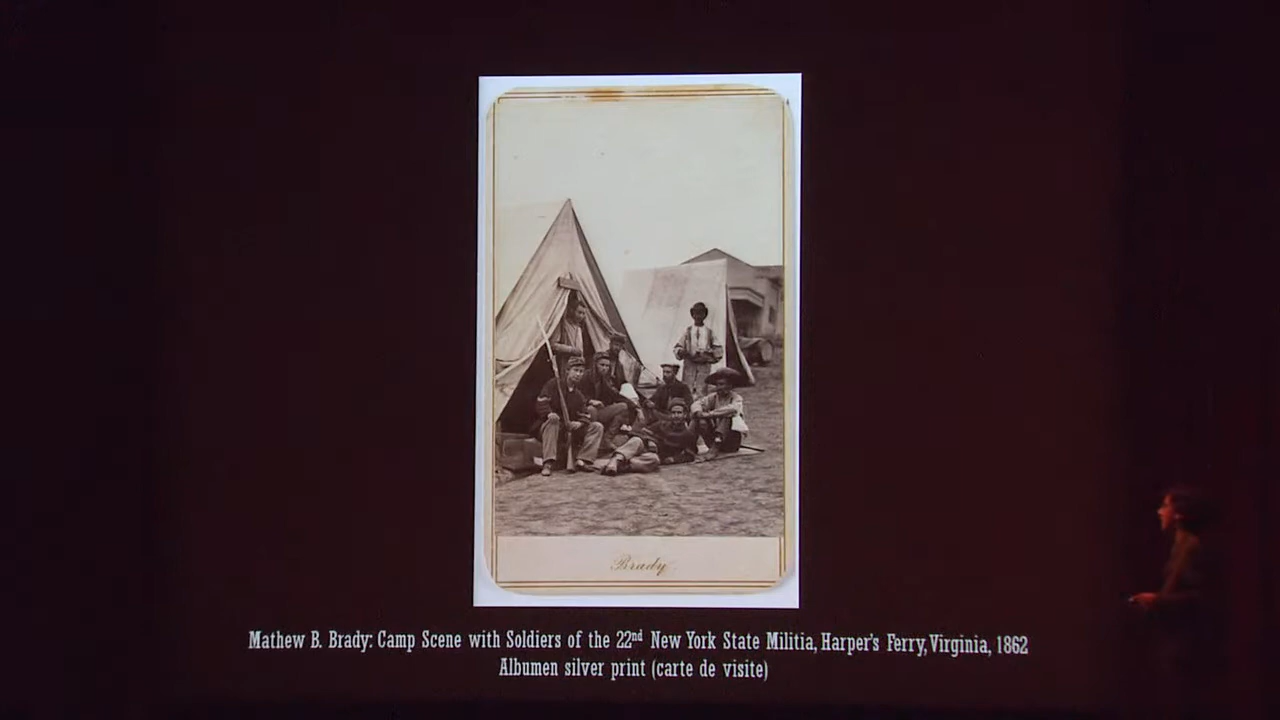 Brady.
Mathew B. Brady: Camp Scene with Soldiers of the 22nd New York State Militia, Harper's Ferry, Virginia, 1862
Albumen silver print (carte de visite)